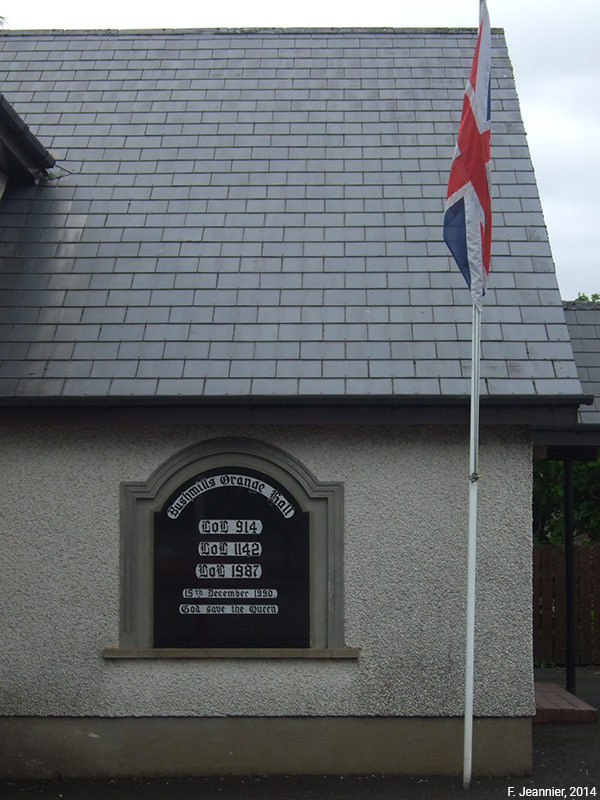 Bushmills Orange Hall
LoL 914
LoL 1142
LoL 1987
15th December 1990.
God save the Queen
F. Jeannier, 2014